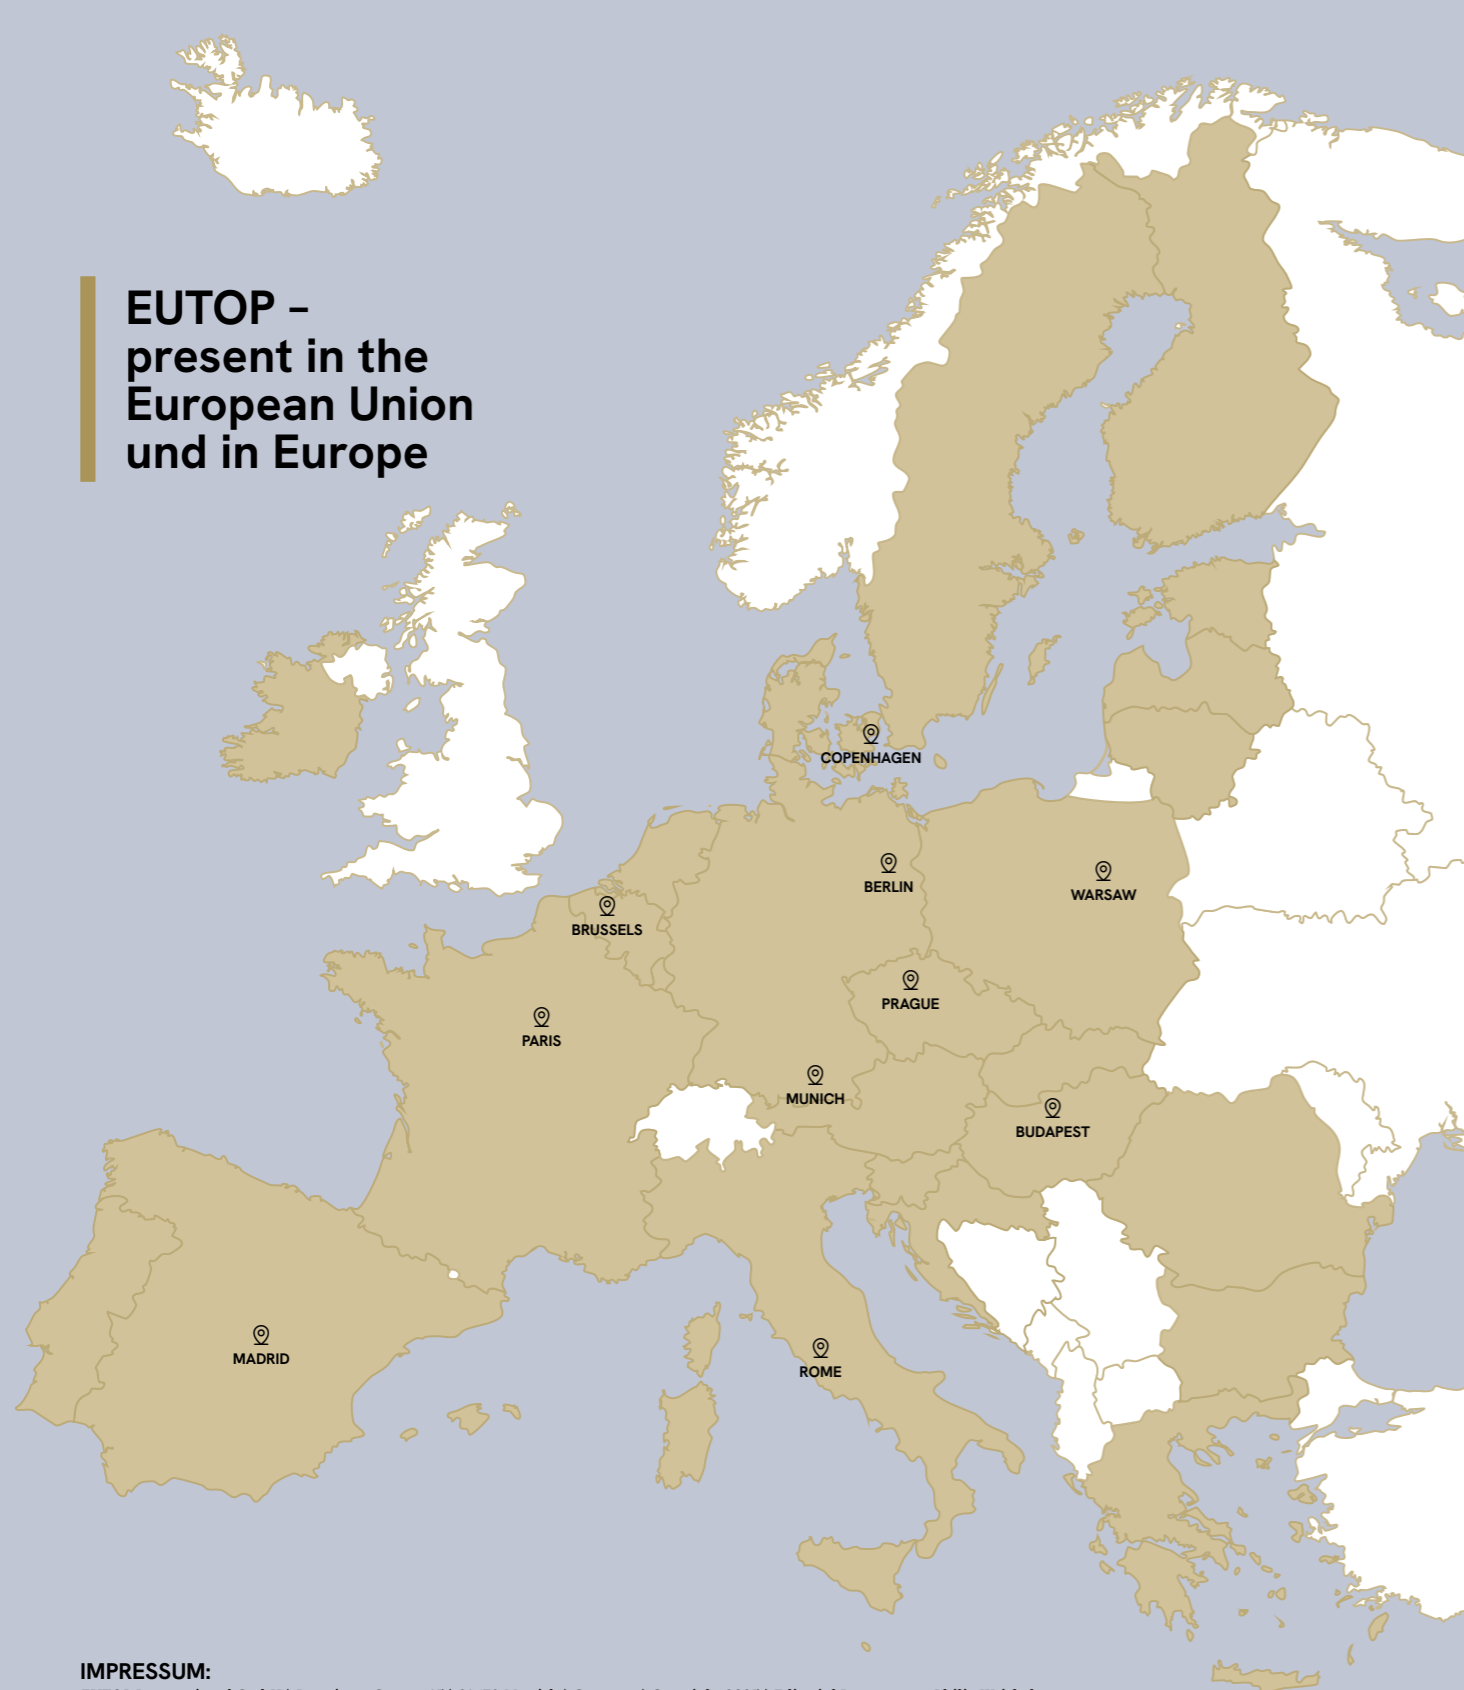 EUTOP –
present in the
European Union
und in Europe
COPENHAGEN
BERLIN
WARSAW
BRUSSELS
PRAGUE
PARIS
MUNICH
BUDAPEST
MADRID
ROME
IMPRESSUM: